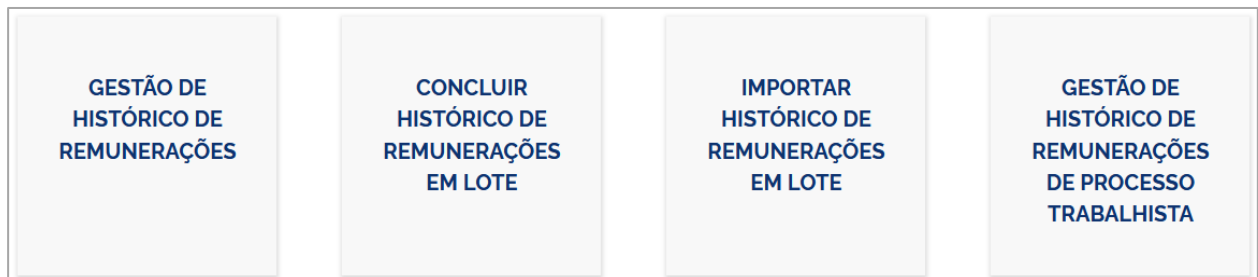 GESTÃO DE
HISTÓRICO DE
REMUNERAÇÕES
CONCLUIR
HISTÓRICO DE
REMUNERAÇÕES
EM LOTE
IMPORTAR
HISTÓRICO DE
REMUNERAÇÕES
EM LOTE
GESTÃO DE
HISTÓRICO DE
REMUNERAÇÕES
DE PROCESSO
TRABALHISTA